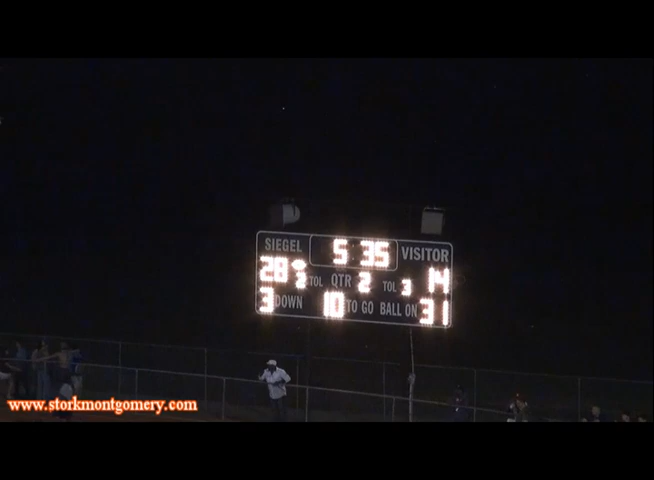 SIEGEL 5 35 VISITOR
28 2 TOL QTR 2 TOL 3 14
3 DOWN 10 TO GO BALL ON 31
www.storkmontgomery.com